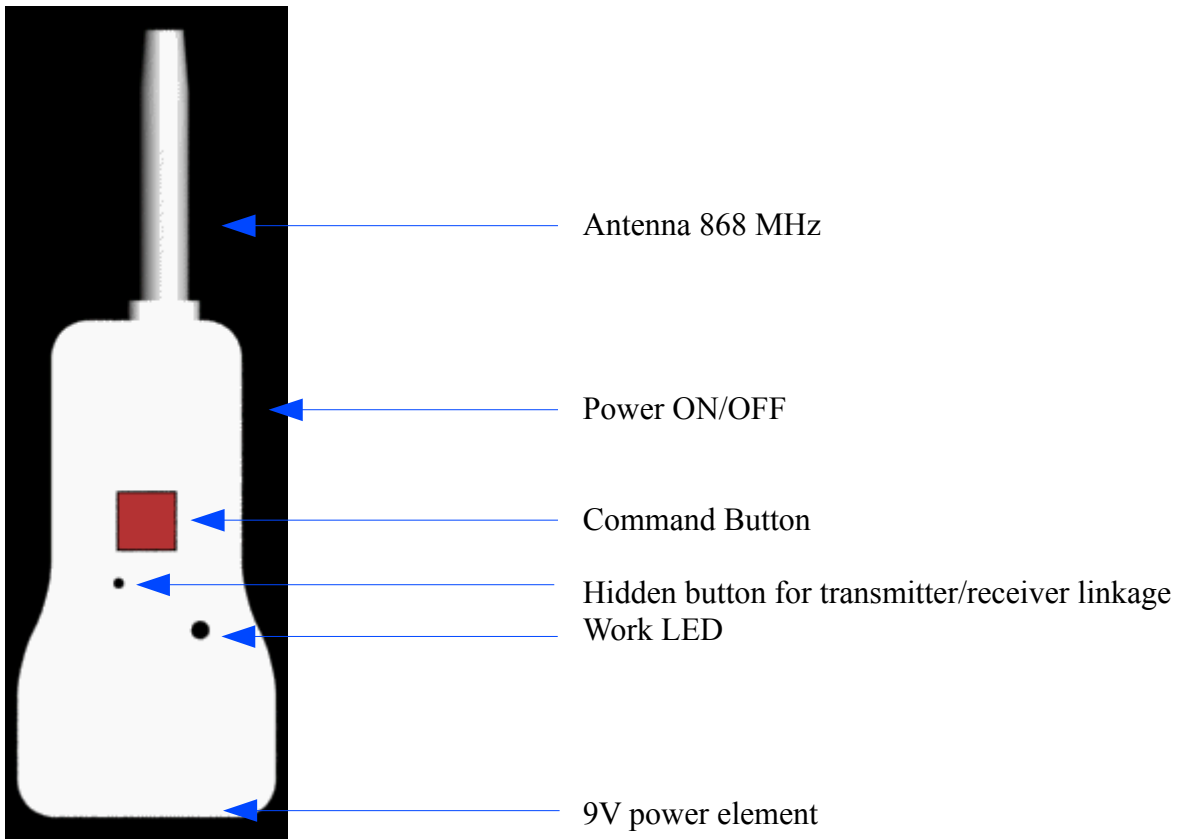 Antenna 868 MHz
Power ON/OFF
Command Button
Hidden button for transmitter/receiver linkage
Work LED
9V power element